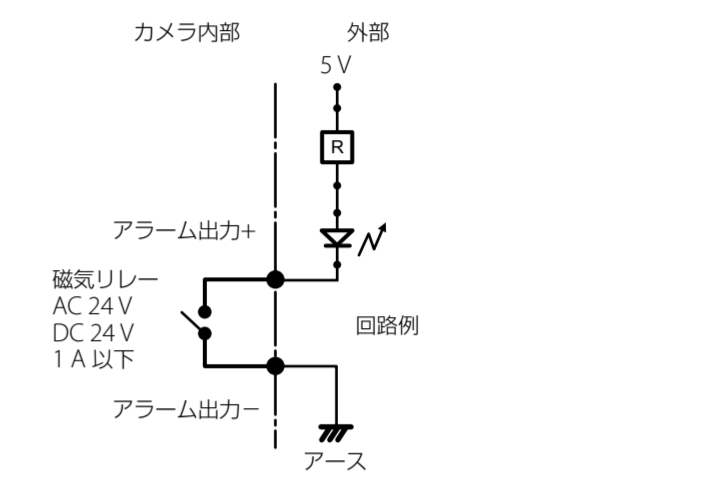 カメラ内部
外部
5 V
R
アラーム出力+
磁気リレー
AC 24 V
DC 24 V
1 A 以下
回路例
アラーム出力−
アース